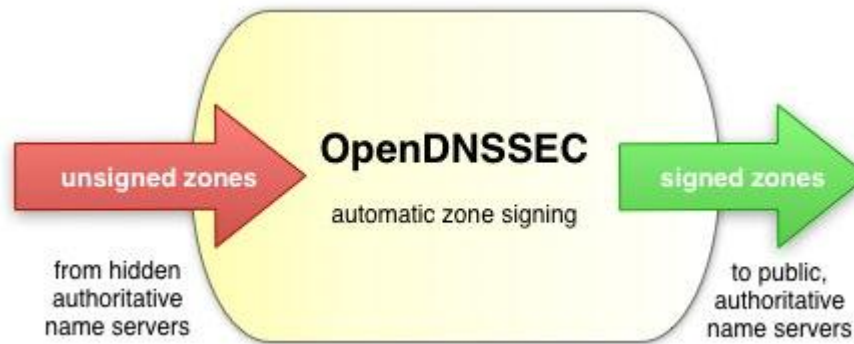 OpenDNSSEC
unsigned zones
signed zones
automatic zone signing
from hidden
authoritative
name servers
to public,
authoritative
name servers